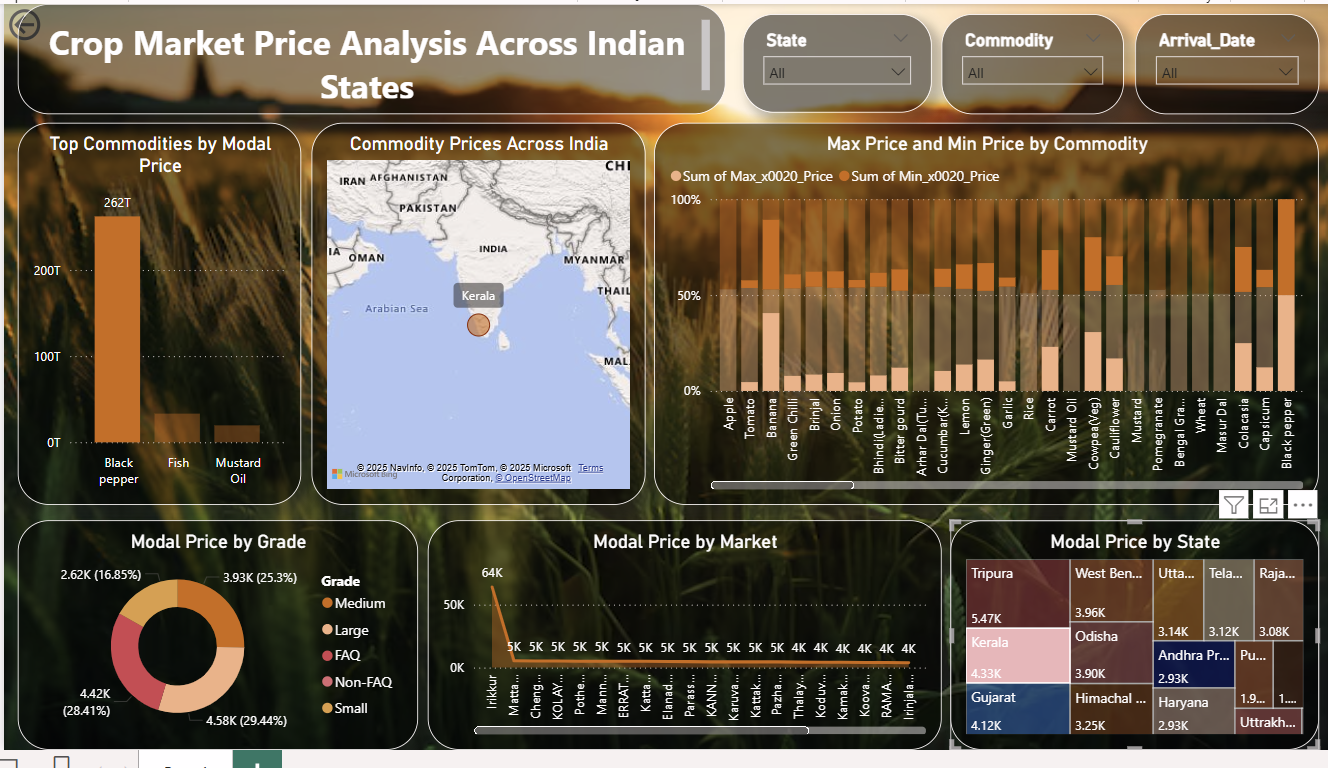 Crop Market Price Analysis Across Indian
States
State
All
Commodity
All
Arrival_Date
All
Top Commodities by Modal
Price
262T
200T
100T
0T
Black
pepper
Fish
Mustard
Oil
Commodity Prices Across India
CHI
IRAN
AFGHANISTAN
PAKISTAN
INDIA
IA
OMAN
MYANMAR
THAIL
Kerala
Arabian Sea
MAL
© 2025 NavInfo, © 2025 TomTom, © 2025 Microsoft Terms
Microsoft Bing
Corporation, © OpenStreetMap
Max Price and Min Price by Commodity
Sum of Max_x0020_Price
Sum of Min_x0020_Price
100%
50%
0%
Apple
Tomato
Banana
Green Chilli
Brinjal
Onion
Potato
Bhindi(Ladie...
Bitter gourd
Arhar Dal(Tu...
Cucumbar(K...
Lemon
Ginger(Green)
Garlic
Rice
Carrot
Mustard Oil
Cowpea(Veg)
Cauliflower
Mustard
Pomegranate
Bengal Gra...
Wheat
Masur Dal
Colacasia
Capsicum
Black pepper
Modal Price by Grade
2.62K (16.85%)
3.93K (25.3%)
4.42K
(28.41%)
4.58K (29.44%)
Grade
Medium
Large
FAQ
Non-FAQ
Small
Modal Price by Market
64K
50K
0K
5K 5K 5K 5K 5K 5K 5K 5K 5K 5K 5K 5K 5K 4K 4K 4K 4K 4K 4K
Irikkur
Matta...
Cheng...
KOLAY...
Pothe...
Mann...
ERRAT...
Katta...
Elanad...
Parass...
KANN...
Karuva...
Kattak...
Pazha...
Thalay...
Koduv...
Kamak...
Koova...
RAMA...
Irinjala...
Modal Price by State
Tripura
5.47K
Kerala
4.33K
Gujarat
4.12K
West Ben...
3.96K
Odisha
3.90K
Himachal ...
3.25K
Utta...
3.14K
Tela...
3.12K
Raja...
3.08K
Andhra Pr...
2.93K
Haryana
2.93K
Pu...
1.9...
1....
Uttrakh...